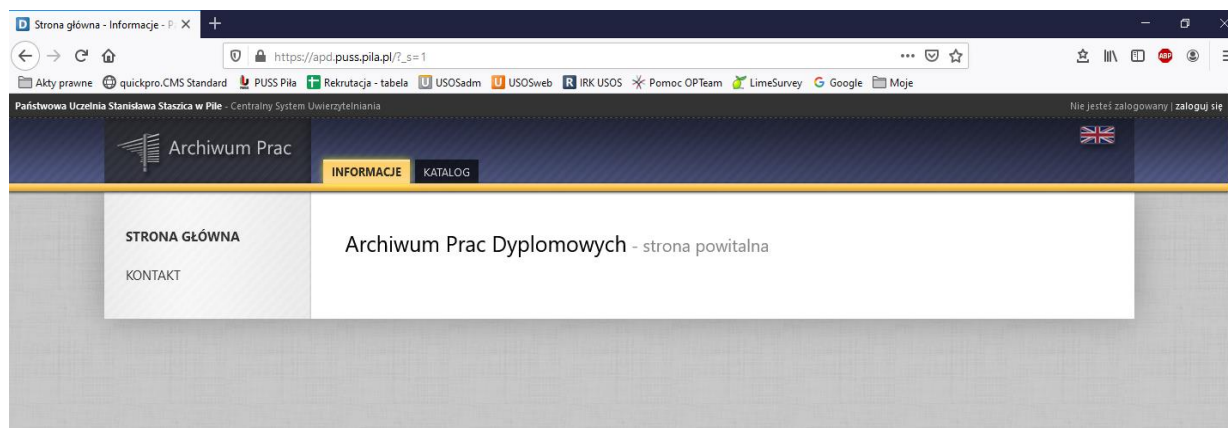 Strona główna - Informacje - P
https://apd.puss.pila.pl/?_s=1
Akty prawne quickpro.CMS Standard PUSS Piła Rekrutacja - tabela USOSadm USOSweb IRK USOS Pomoc OPTeam LimeSurvey Google Moje
Państwowa Uczelnia Stanisława Staszica w Pile - Centralny System Uwierzytelniania Nie jesteś zalogowany | zaloguj się
Archiwum Prac
INFORMACJE KATALOG
STRONA GŁÓWNA
Archiwum Prac Dyplomowych - strona powitalna
KONTAKT